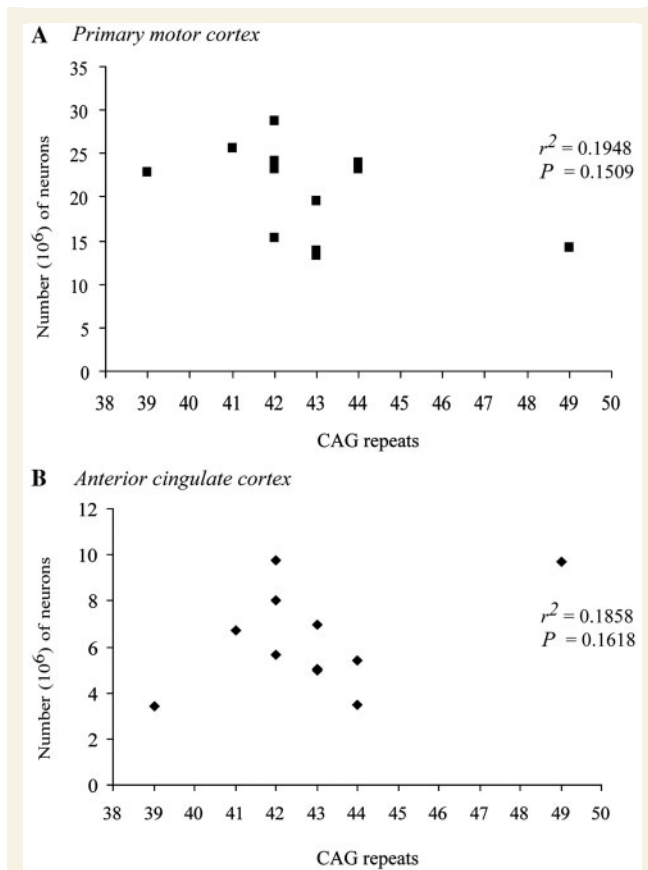 A Primary motor cortex
35
30
25
20
15
10
5
0
Number (10⁶) of neurons
r² = 0.1948
P = 0.1509
38 39 40 41 42 43 44 45 46 47 48 49 50
CAG repeats
B Anterior cingulate cortex
12
10
8
6
4
2
0
Number (10⁶) of neurons
r² = 0.1858
P = 0.1618
38 39 40 41 42 43 44 45 46 47 48 49 50
CAG repeats